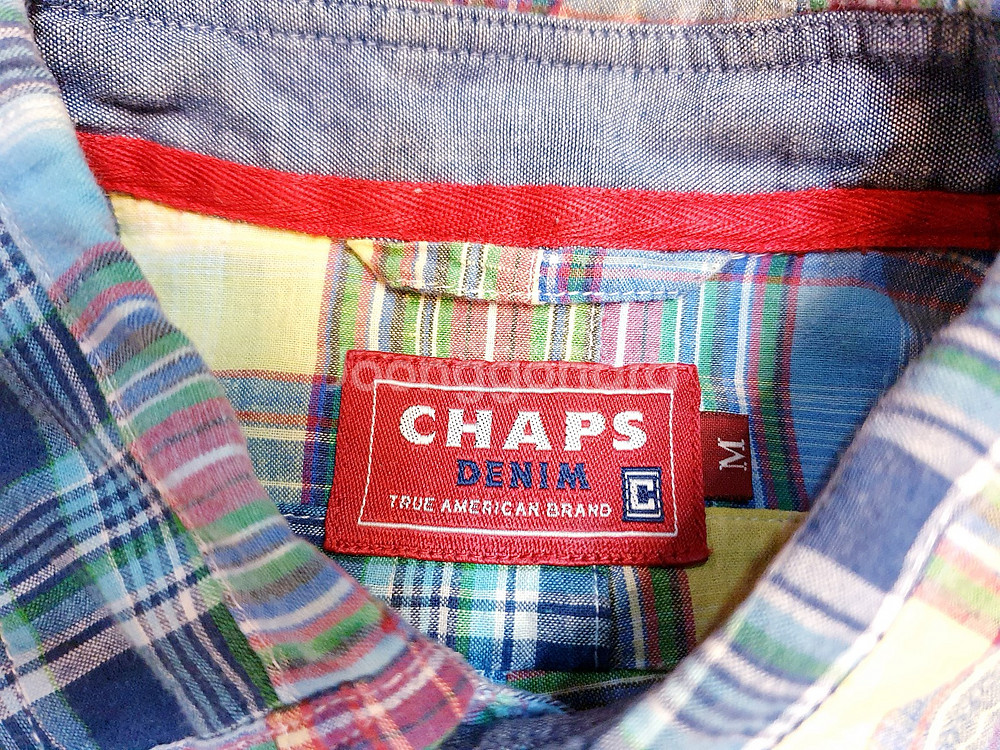 CHAPS
DENIM
TRUE AMERICAN BRAND
C
M